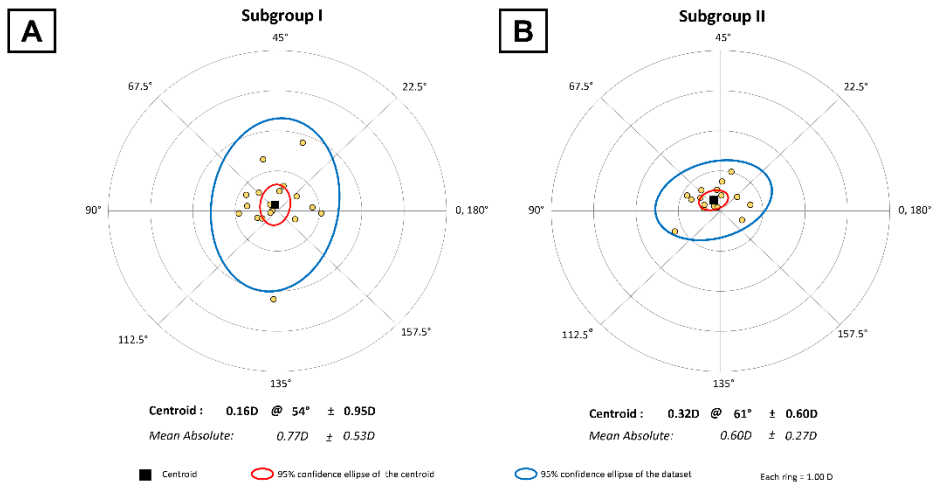 A
Subgroup I
45°
67.5°
22.5°
90°
0, 180°
112.5°
157.5°
135°
Centroid : 0.16D @ 54° ± 0.95D
Mean Absolute: 0.77D ± 0.53D
B
Subgroup II
45°
67.5°
22.5°
90°
0, 180°
112.5°
157.5°
135°
Centroid : 0.32D @ 61° ± 0.60D
Mean Absolute: 0.60D ± 0.27D
Centroid
95% confidence ellipse of the centroid
95% confidence ellipse of the dataset
Each ring = 1.00 D